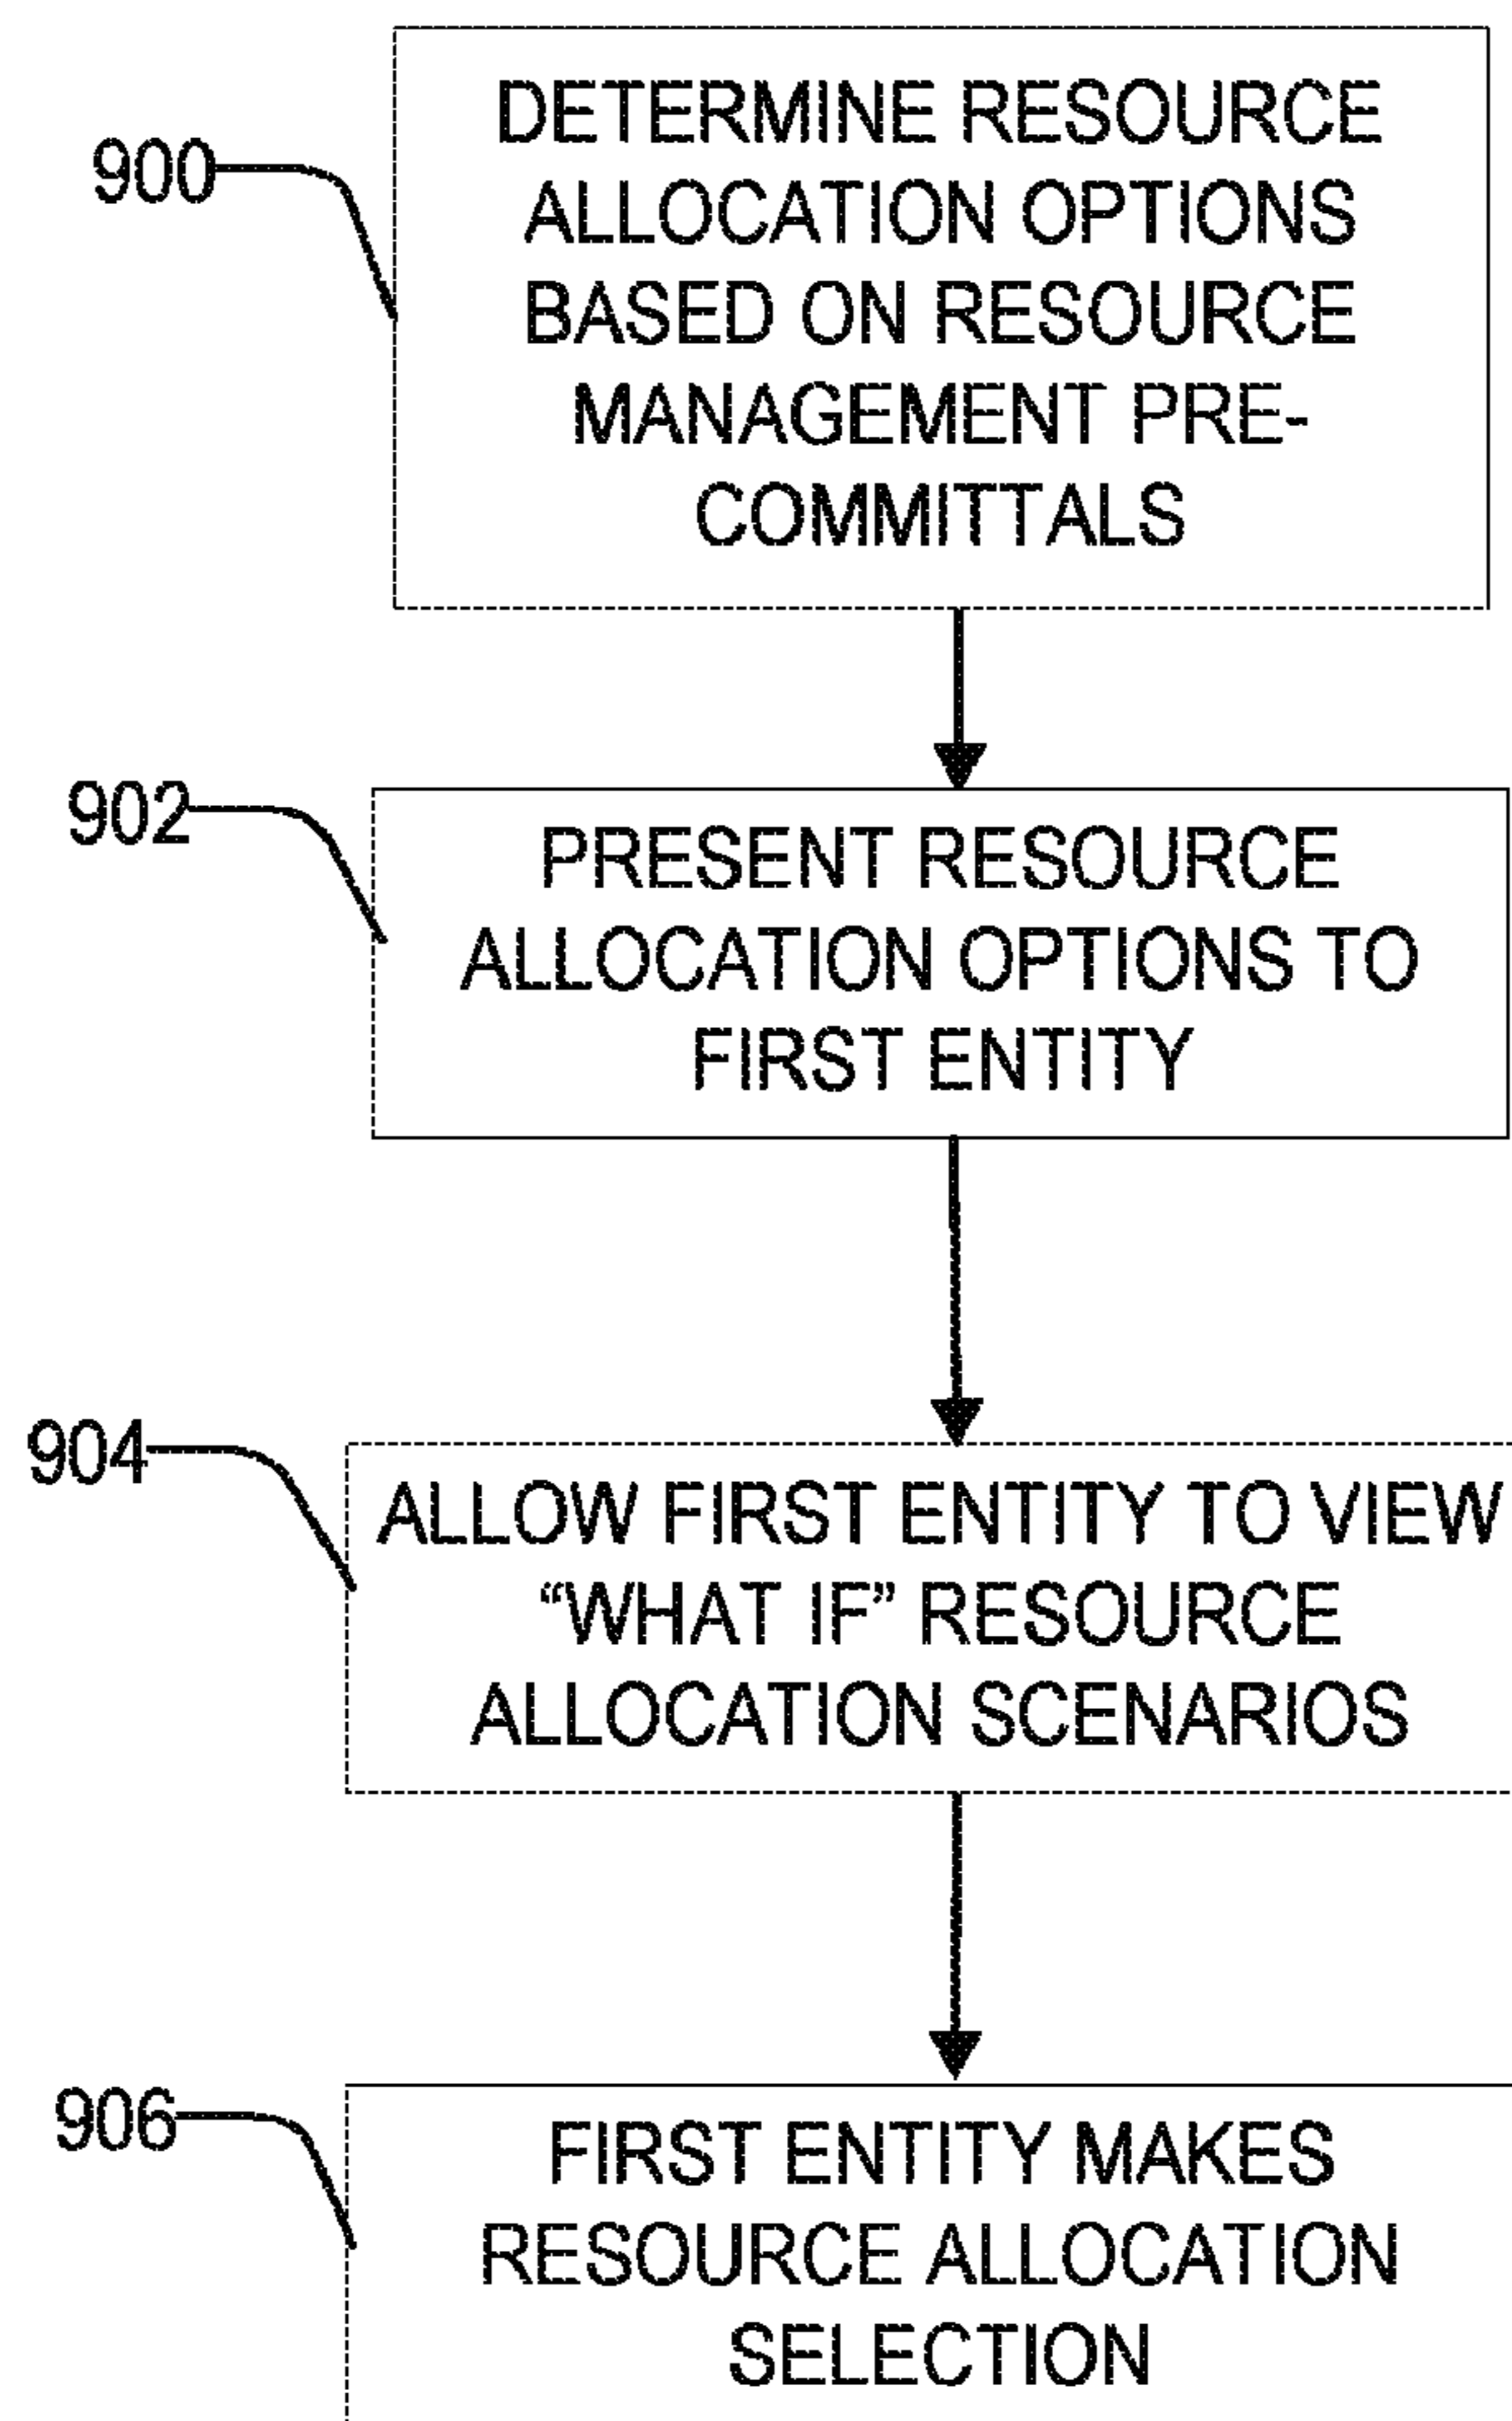 900
DETERMINE RESOURCE
ALLOCATION OPTIONS
BASED ON RESOURCE
MANAGEMENT PRE-
COMMITTALS
902
PRESENT RESOURCE
ALLOCATION OPTIONS TO
FIRST ENTITY
904
ALLOW FIRST ENTITY TO VIEW
“WHAT IF” RESOURCE
ALLOCATION SCENARIOS
906
FIRST ENTITY MAKES
RESOURCE ALLOCATION
SELECTION